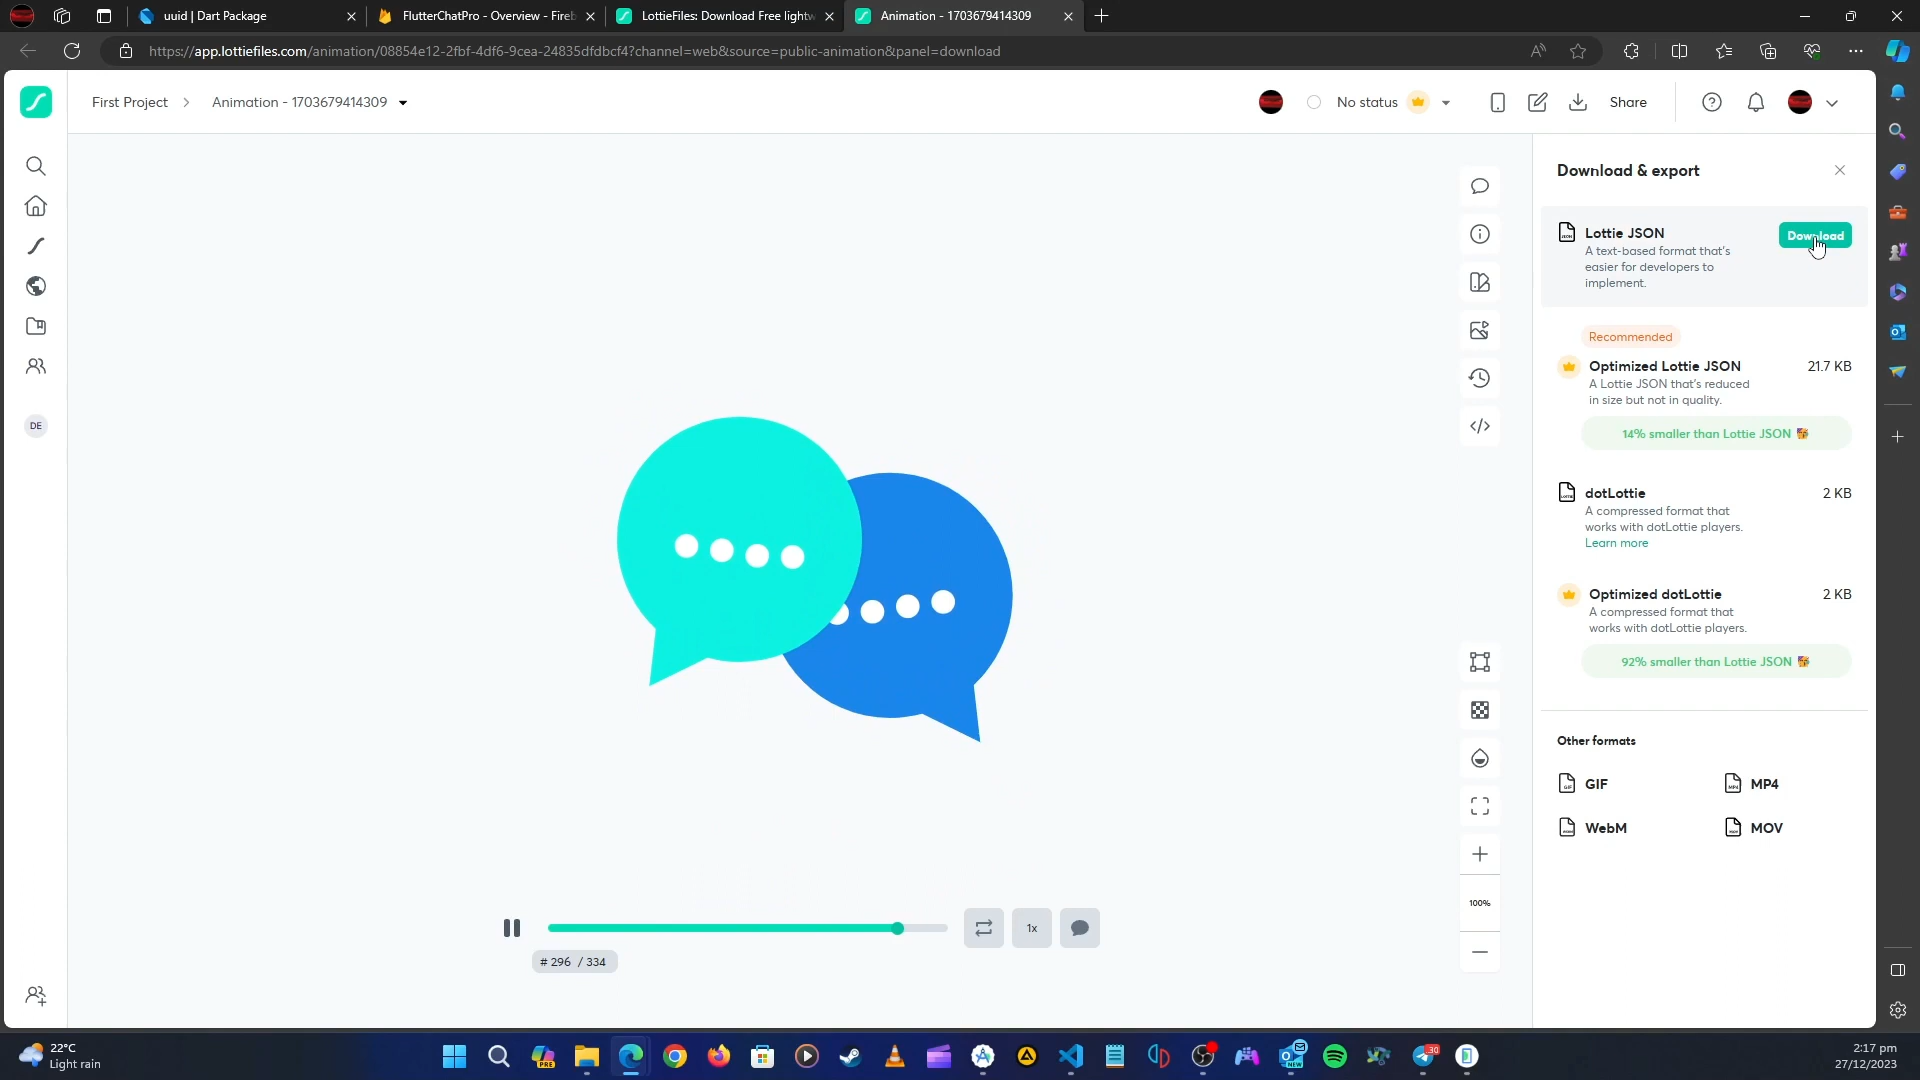 uuid | Dart Package
FlutterChatPro - Overview - Fireb
LottieFiles: Download Free lightw
Animation - 1703679414309
https://app.lottiefiles.com/animation/08854e12-2fbf-4df6-9cea-24835dfdbcf4?channel=web&source=public-animation&panel=download
First Project > Animation - 1703679414309
No status
Share
Download & export
Lottie JSON
Download
A text-based format that's
easier for developers to
implement.
Recommended
Optimized Lottie JSON 21.7 KB
A Lottie JSON that's reduced
in size but not in quality.
14% smaller than Lottie JSON
DE
dotLottie 2 KB
A compressed format that
works with dotLottie players.
Learn more
Optimized dotLottie 2 KB
A compressed format that
works with dotLottie players.
92% smaller than Lottie JSON
Other formats
GIF MP4
WebM MOV
100%
1x
# 296 / 334
22°C
Light rain
PRE
NEW
30
2:17 pm
27/12/2023